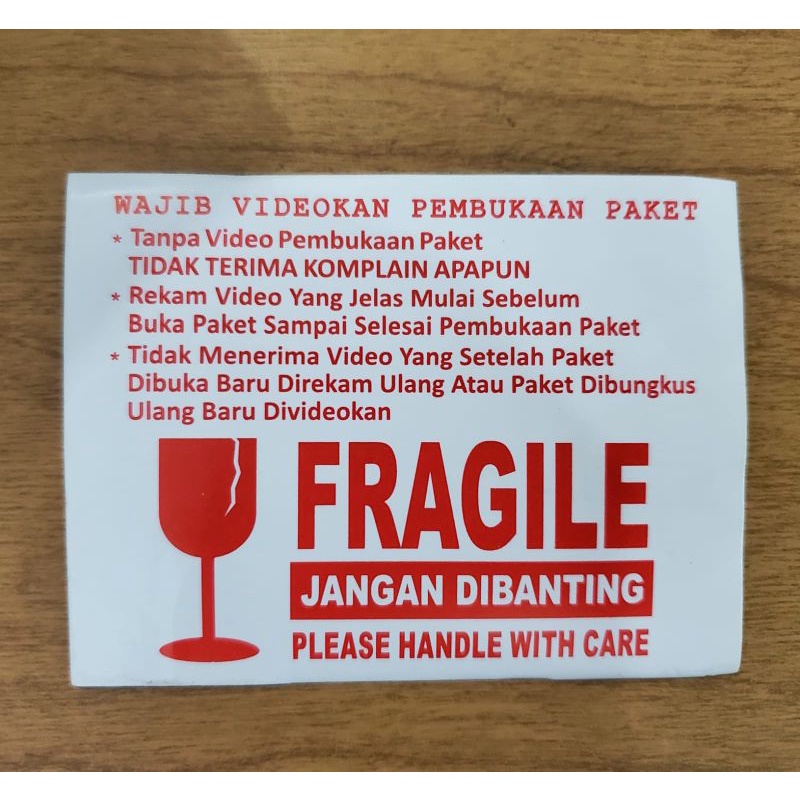 WAJIB VIDEOKAN PEMBUKAAN PAKET
* Tanpa Video Pembukaan Paket
TIDAK TERIMA KOMPLAIN APAPUN
* Rekam Video Yang Jelas Mulai Sebelum
Buka Paket Sampai Selesai Pembukaan Paket
* Tidak Menerima Video Yang Setelah Paket
Dibuka Baru Direkam Ulang Atau Paket Dibungkus
Ulang Baru Divideokan
FRAGILE
JANGAN DIBANTING
PLEASE HANDLE WITH CARE